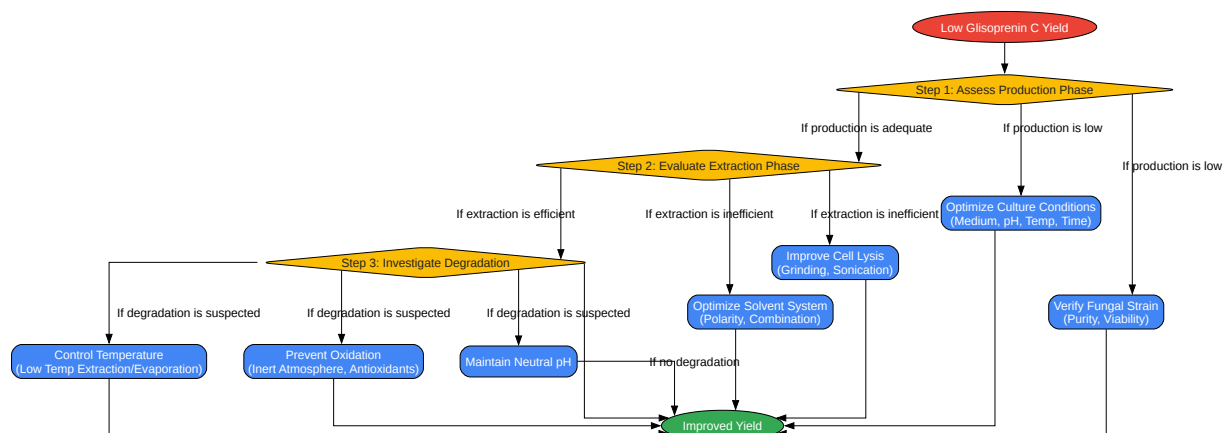 Low Glisoprenin C Yield
Step 1: Assess Production Phase
If production is adequate
If production is low
If production is low
Step 2: Evaluate Extraction Phase
If extraction is efficient
If extraction is inefficient
If extraction is inefficient
Optimize Culture Conditions
(Medium, pH, Temp, Time)
Step 3: Investigate Degradation
Improve Cell Lysis
(Grinding, Sonication)
Optimize Solvent System
(Polarity, Combination)
Verify Fungal Strain
(Purity, Viability)
If degradation is suspected
If degradation is suspected
If degradation is suspected
Control Temperature
(Low Temp Extraction/Evaporation)
Prevent Oxidation
(Inert Atmosphere, Antioxidants)
Maintain Neutral pH
If no degradation
Improved Yield